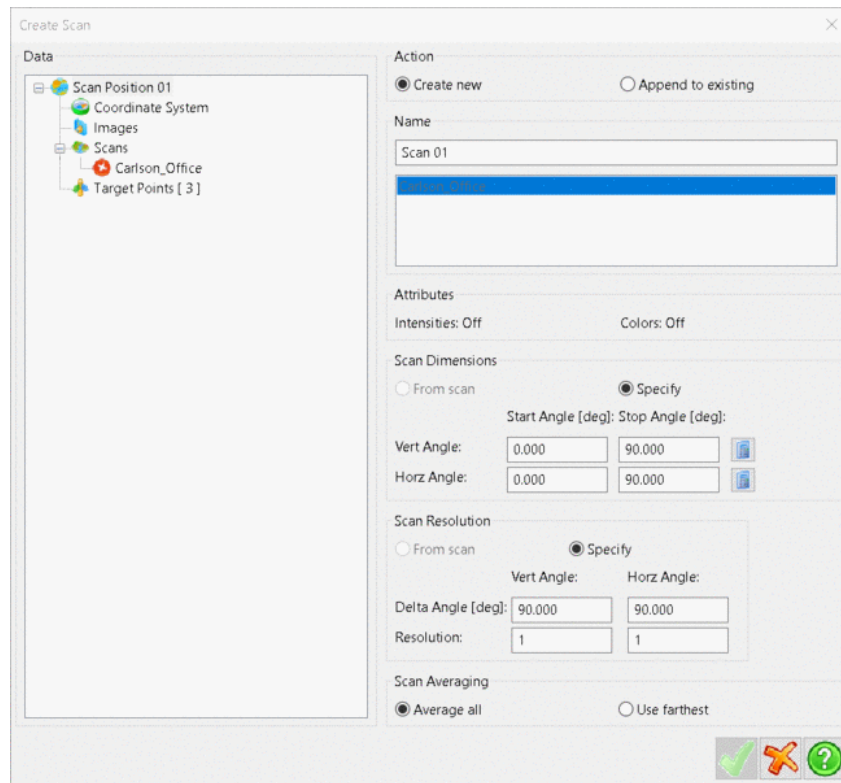 Create Scan
Data
Scan Position 01
Coordinate System
Images
Scans
Carlson_Office
Target Points [ 3 ]
Action
Create new
Append to existing
Name
Scan 01
Carlson_Office
Attributes
Intensities: Off
Colors: Off
Scan Dimensions
From scan
Specify
Start Angle [deg]: Stop Angle [deg]:
Vert Angle:
0.000
90.000
Horz Angle:
0.000
90.000
Scan Resolution
From scan
Specify
Vert Angle:
Horz Angle:
Delta Angle [deg]:
90.000
90.000
Resolution:
1
1
Scan Averaging
Average all
Use farthest